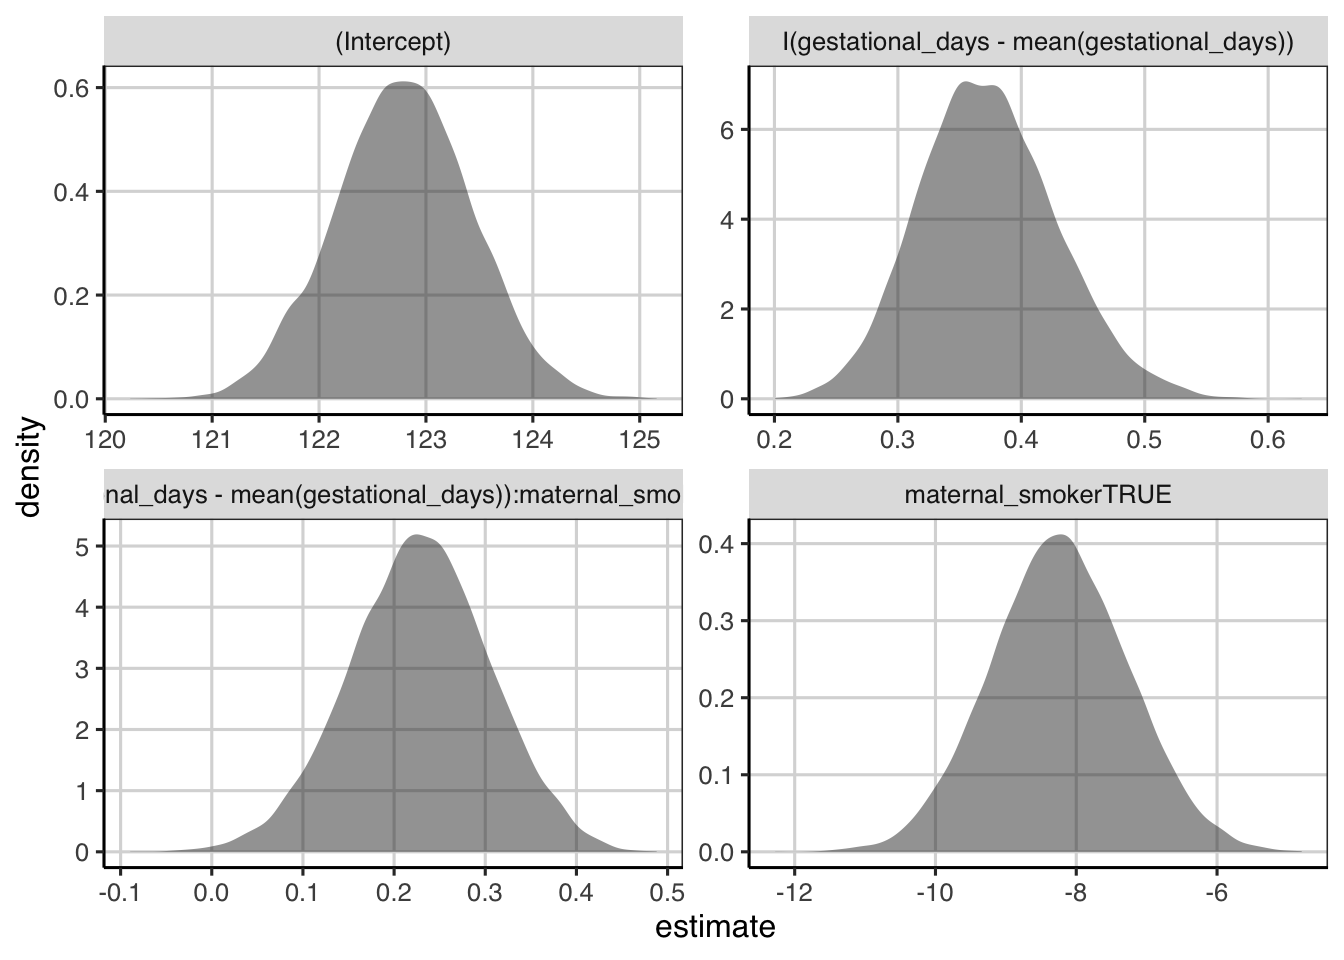 (Intercept)
I(gestational_days - mean(gestational_days))
0.6
0.4
0.2
0.0
120 121 122 123 124 125
6
4
2
0
0.2 0.3 0.4 0.5 0.6
density
nal_days - mean(gestational_days)):maternal_smo
maternal_smokerTRUE
5
4
3
2
1
0
-0.1 0.0 0.1 0.2 0.3 0.4 0.5
0.4
0.3
0.2
0.1
0.0
-12 -10 -8 -6
estimate